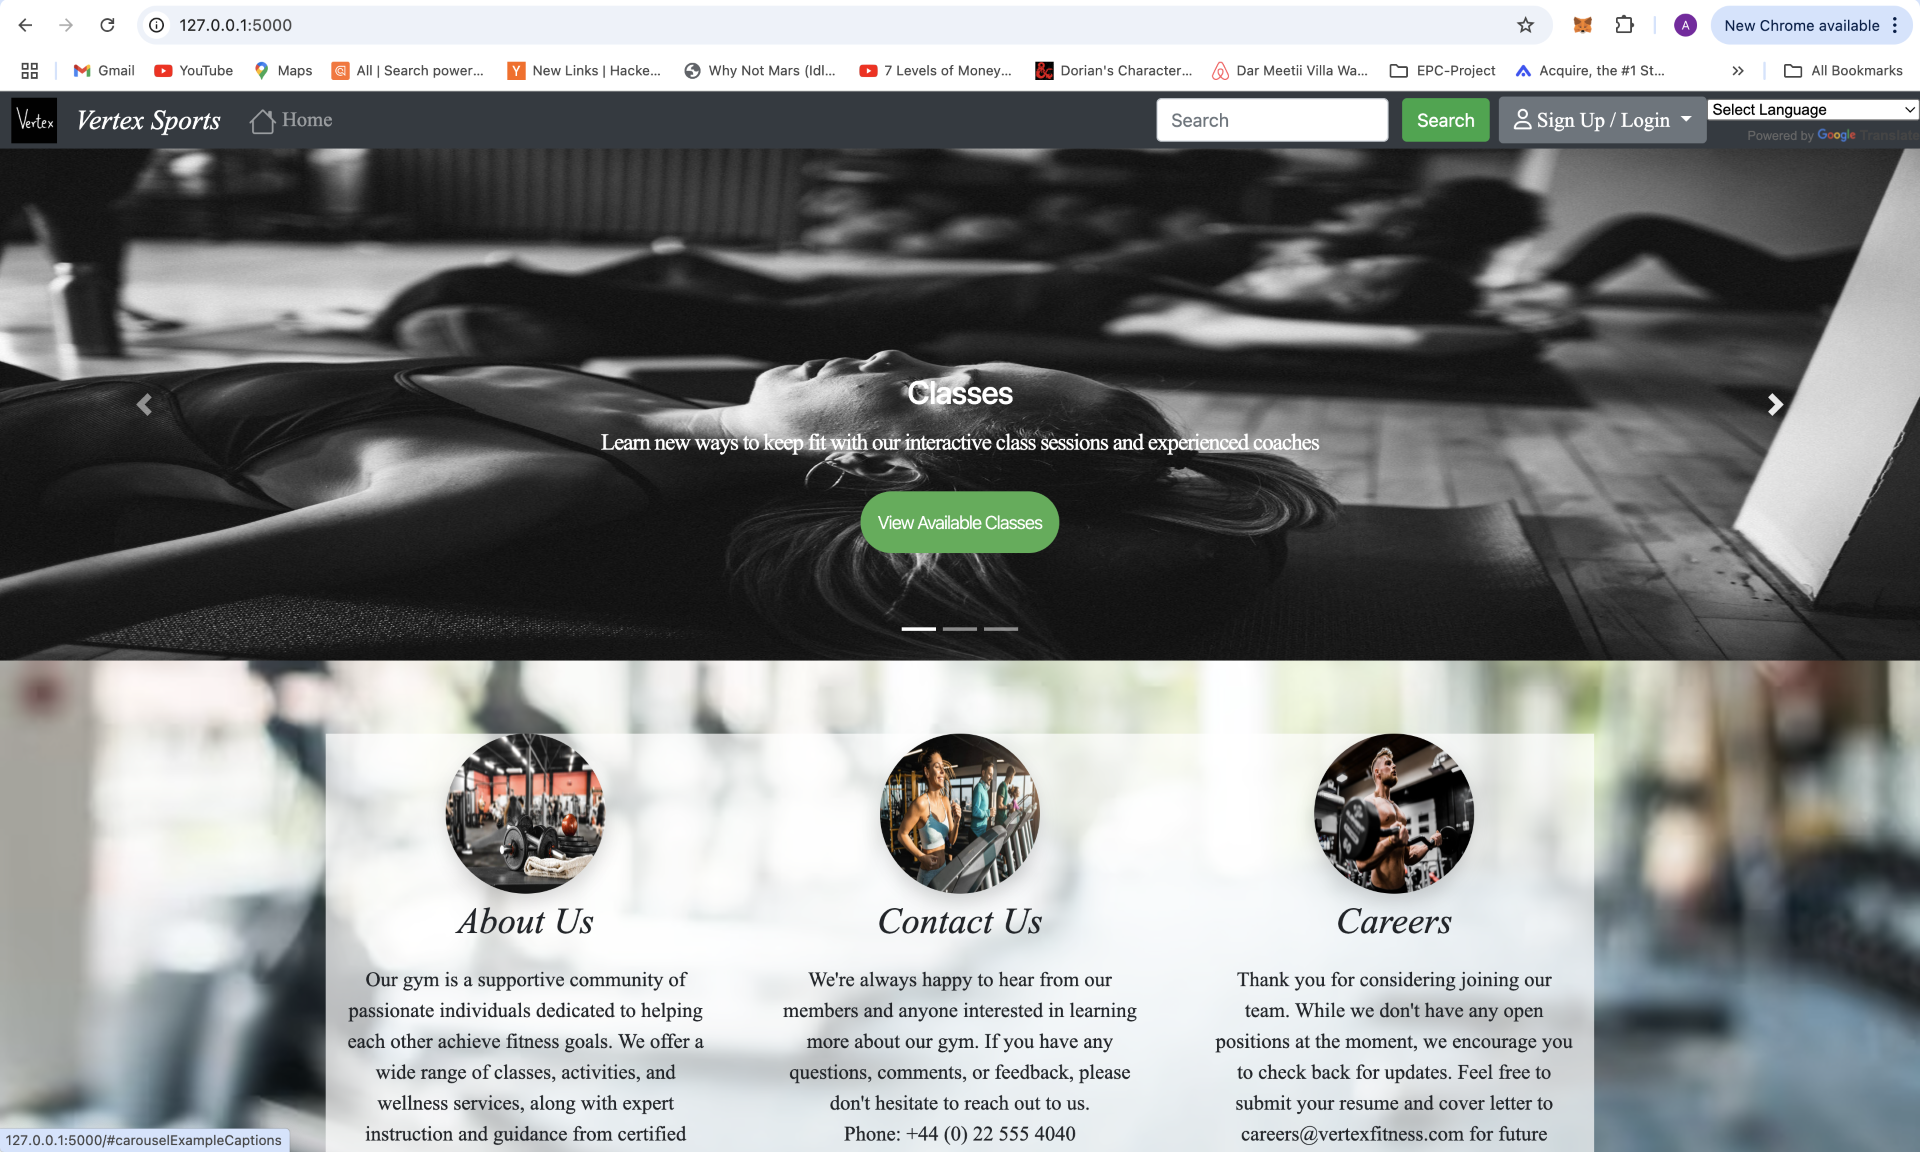 127.0.0.1:5000
A
New Chrome available
Gmail
YouTube
Maps
All | Search power...
New Links | Hacke...
Why Not Mars (Idl...
7 Levels of Money...
Dorian's Character...
Dar Meetii Villa Wa...
EPC-Project
Acquire, the #1 St...
All Bookmarks
Vertex
Vertex Sports
Home
Search
Search
Sign Up / Login
Select Language
Powered by Google Translate
Classes
Learn new ways to keep fit with our interactive class sessions and experienced coaches
View Available Classes
About Us
Our gym is a supportive community of
passionate individuals dedicated to helping
each other achieve fitness goals. We offer a
wide range of classes, activities, and
wellness services, along with expert
instruction and guidance from certified
Contact Us
We're always happy to hear from our
members and anyone interested in learning
more about our gym. If you have any
questions, comments, or feedback, please
don't hesitate to reach out to us.
Phone: +44 (0) 22 555 4040
Careers
Thank you for considering joining our
team. While we don't have any open
positions at the moment, we encourage you
to check back for updates. Feel free to
submit your resume and cover letter to
careers@vertexfitness.com for future
127.0.0.1:5000/#carouselExampleCaptions